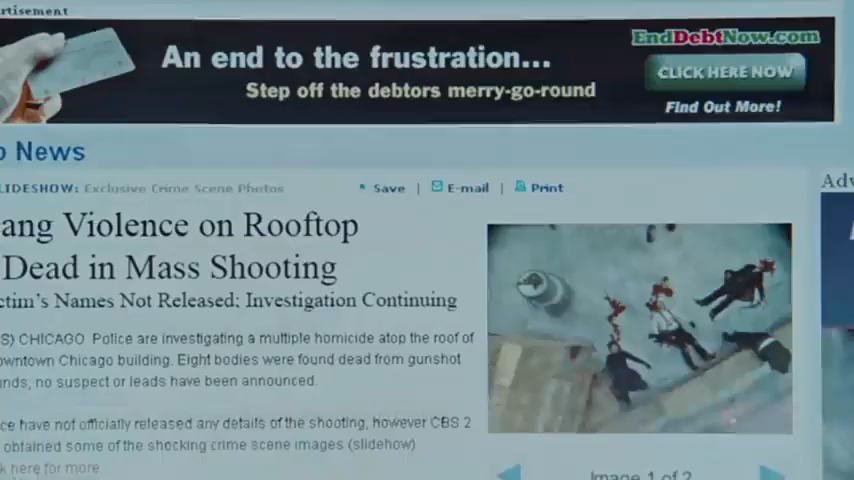 rtisement
An end to the frustration...
Step off the debtors merry-go-round
EndDebtNow.com
CLICK HERE NOW
Find Out More!
News
LIDESHOW: Exclusive Crime Scene Photos
Save | E-mail | Print
Adv
ang Violence on Rooftop
Dead in Mass Shooting
ctim's Names Not Released; Investigation Continuing
S) CHICAGO Police are investigating a multiple homicide atop the roof of
owntown Chicago building. Eight bodies were found dead from gunshot
nds, no suspect or leads have been announced.
ce have not officially released any details of the shooting, however CBS 2
obtained some of the shocking crime scene images (slidehow)
k here for more
Image 1 of 2